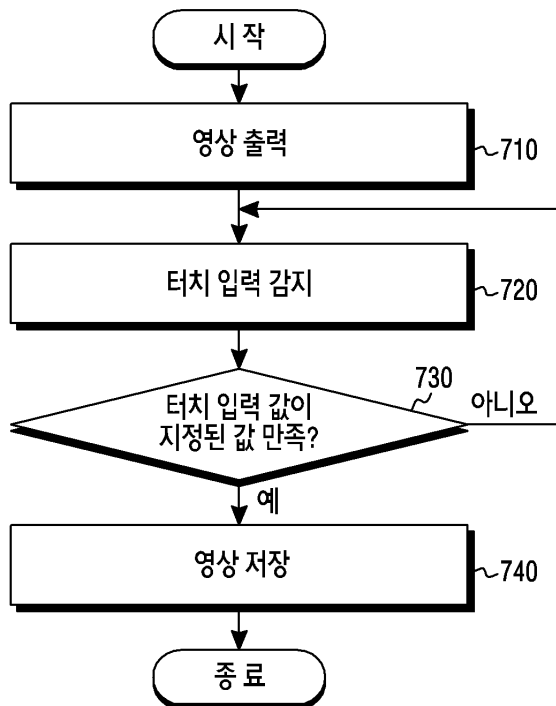 시 작
영상 출력
710
터치 입력 감지
720
730
터치 입력 값이
지정된 값 만족?
아니오
예
영상 저장
740
종 료